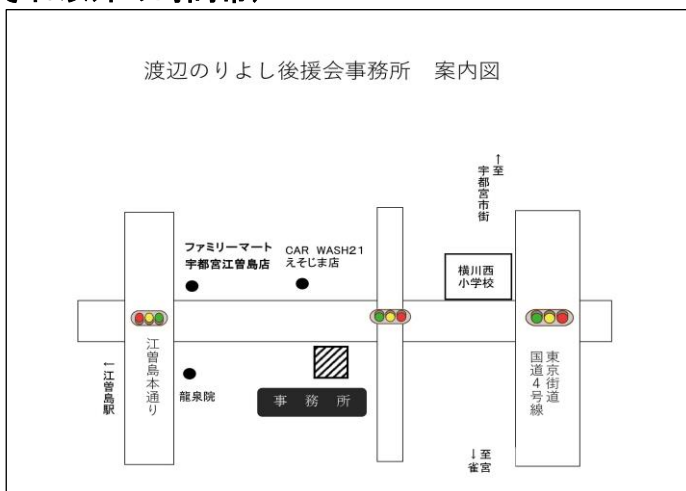 渡辺のりよし後援会事務所　案内図
↑至
宇都宮市街
ファミリーマート
宇都宮江曽島店
CAR WASH21
えそじま店
横川西
小学校
←江曽島駅
江曽島本通り
龍泉院
事　務　所
東京街道
国道4号線
↓至
雀宮